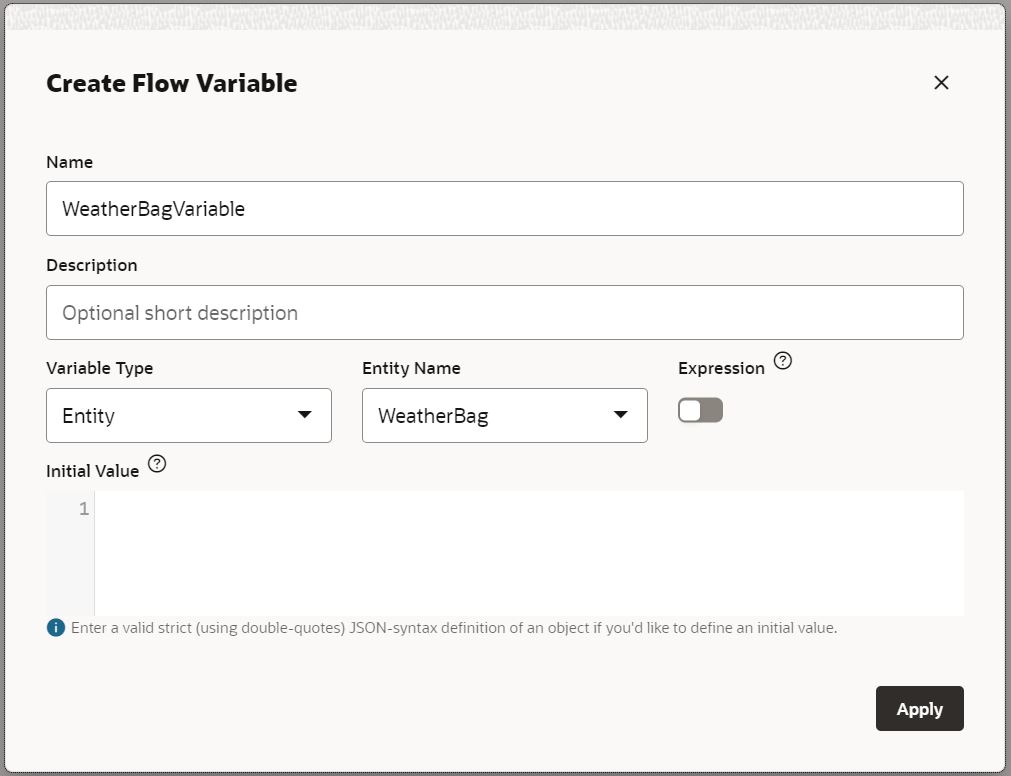 Create Flow Variable
Name
WeatherBagVariable
Description
Optional short description
Variable Type
Entity Name
Expression ?
Entity
WeatherBag
Initial Value ?
1
i Enter a valid strict (using double-quotes) JSON-syntax definition of an object if you'd like to define an initial value.
Apply